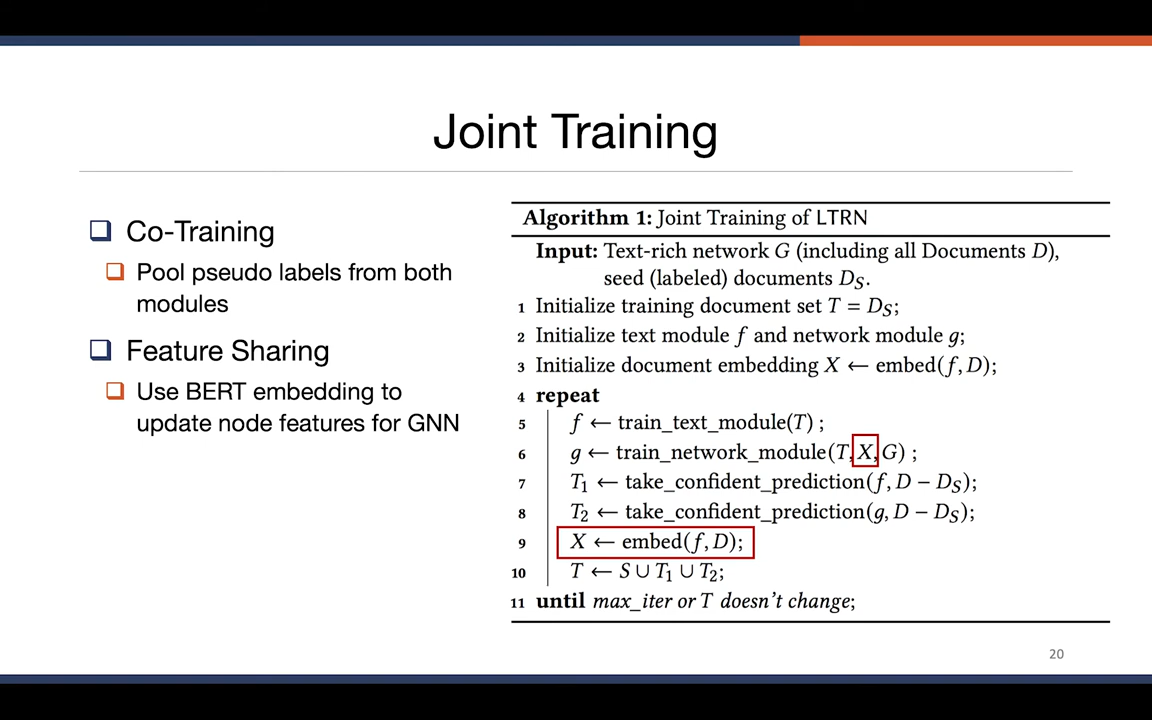 Joint Training
Co-Training
Pool pseudo labels from both
modules
Feature Sharing
Use BERT embedding to
update node features for GNN
Algorithm 1: Joint Training of LTRN
Input: Text-rich network G (including all Documents D),
seed (labeled) documents D_S.
1 Initialize training document set T = D_S;
2 Initialize text module f and network module g;
3 Initialize document embedding X ← embed(f, D);
4 repeat
5 f ← train_text_module(T) ;
6 g ← train_network_module(T, X, G) ;
7 T₁ ← take_confident_prediction(f, D − D_S);
8 T₂ ← take_confident_prediction(g, D − D_S);
9 X ← embed(f, D);
10 T ← S ∪ T₁ ∪ T₂;
11 until max_iter or T doesn't change;
20